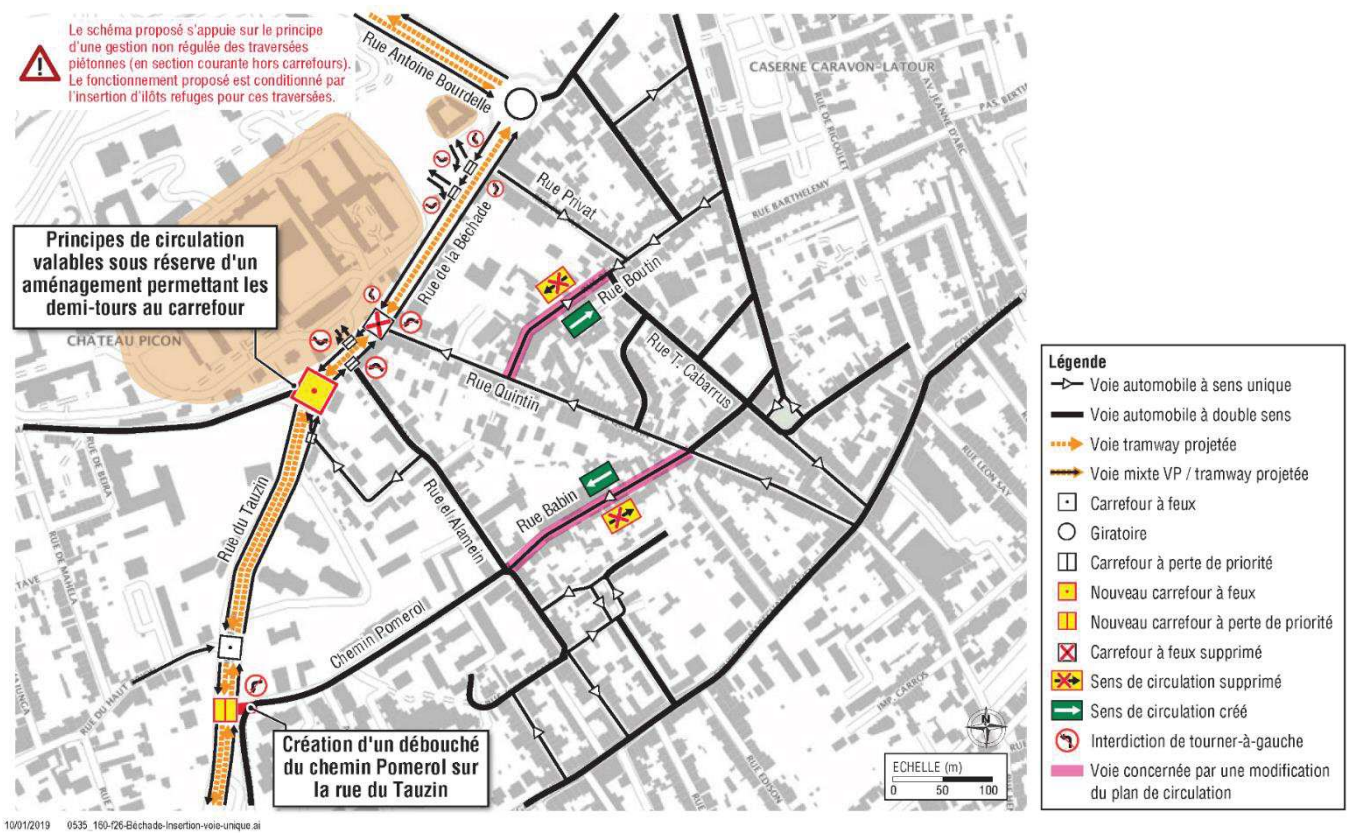 Le schéma proposé s'appuie sur le principe
d'une gestion non régulée des traversées
piétonnes (en section courante hors carrefours).
Le fonctionnement proposé est conditionné par
l'insertion d'ilôts refuges pour ces traversées.
Rue Antoine Bourdelle
CASERNE CARAVON-LATOUR
AV. JEANNE D'ARC
PAS. BERTH
RUE DE RIGOULET
RUE BARTHELEMY
Rue Privat
Rue de la Béchade
Principes de circulation
valables sous réserve d'un
aménagement permettant les
demi-tours au carrefour
Rue Boutin
CHATEAU PICON
Rue T. Cabarrus
Rue Quintin
RUE LEON SAY
RUE DE BEIRA
Rue du Tauzin
Rue el Alamein
Rue Babin
RUE DE MAHELA
Chemin Pomerol
RUE DU HAUT
IMP. CARROS
RUE EDISON
Création d'un débouché
du chemin Pomerol sur
la rue du Tauzin
N
ECHELLE (m)
0 50 100
Légende
Voie automobile à sens unique
Voie automobile à double sens
Voie tramway projetée
Voie mixte VP / tramway projetée
Carrefour à feux
Giratoire
Carrefour à perte de priorité
Nouveau carrefour à feux
Nouveau carrefour à perte de priorité
Carrefour à feux supprimé
Sens de circulation supprimé
Sens de circulation créé
Interdiction de tourner-à-gauche
Voie concernée par une modification
du plan de circulation
10/01/2019 0535_160-f26-Béchade-Insertion-voie-unique.ai